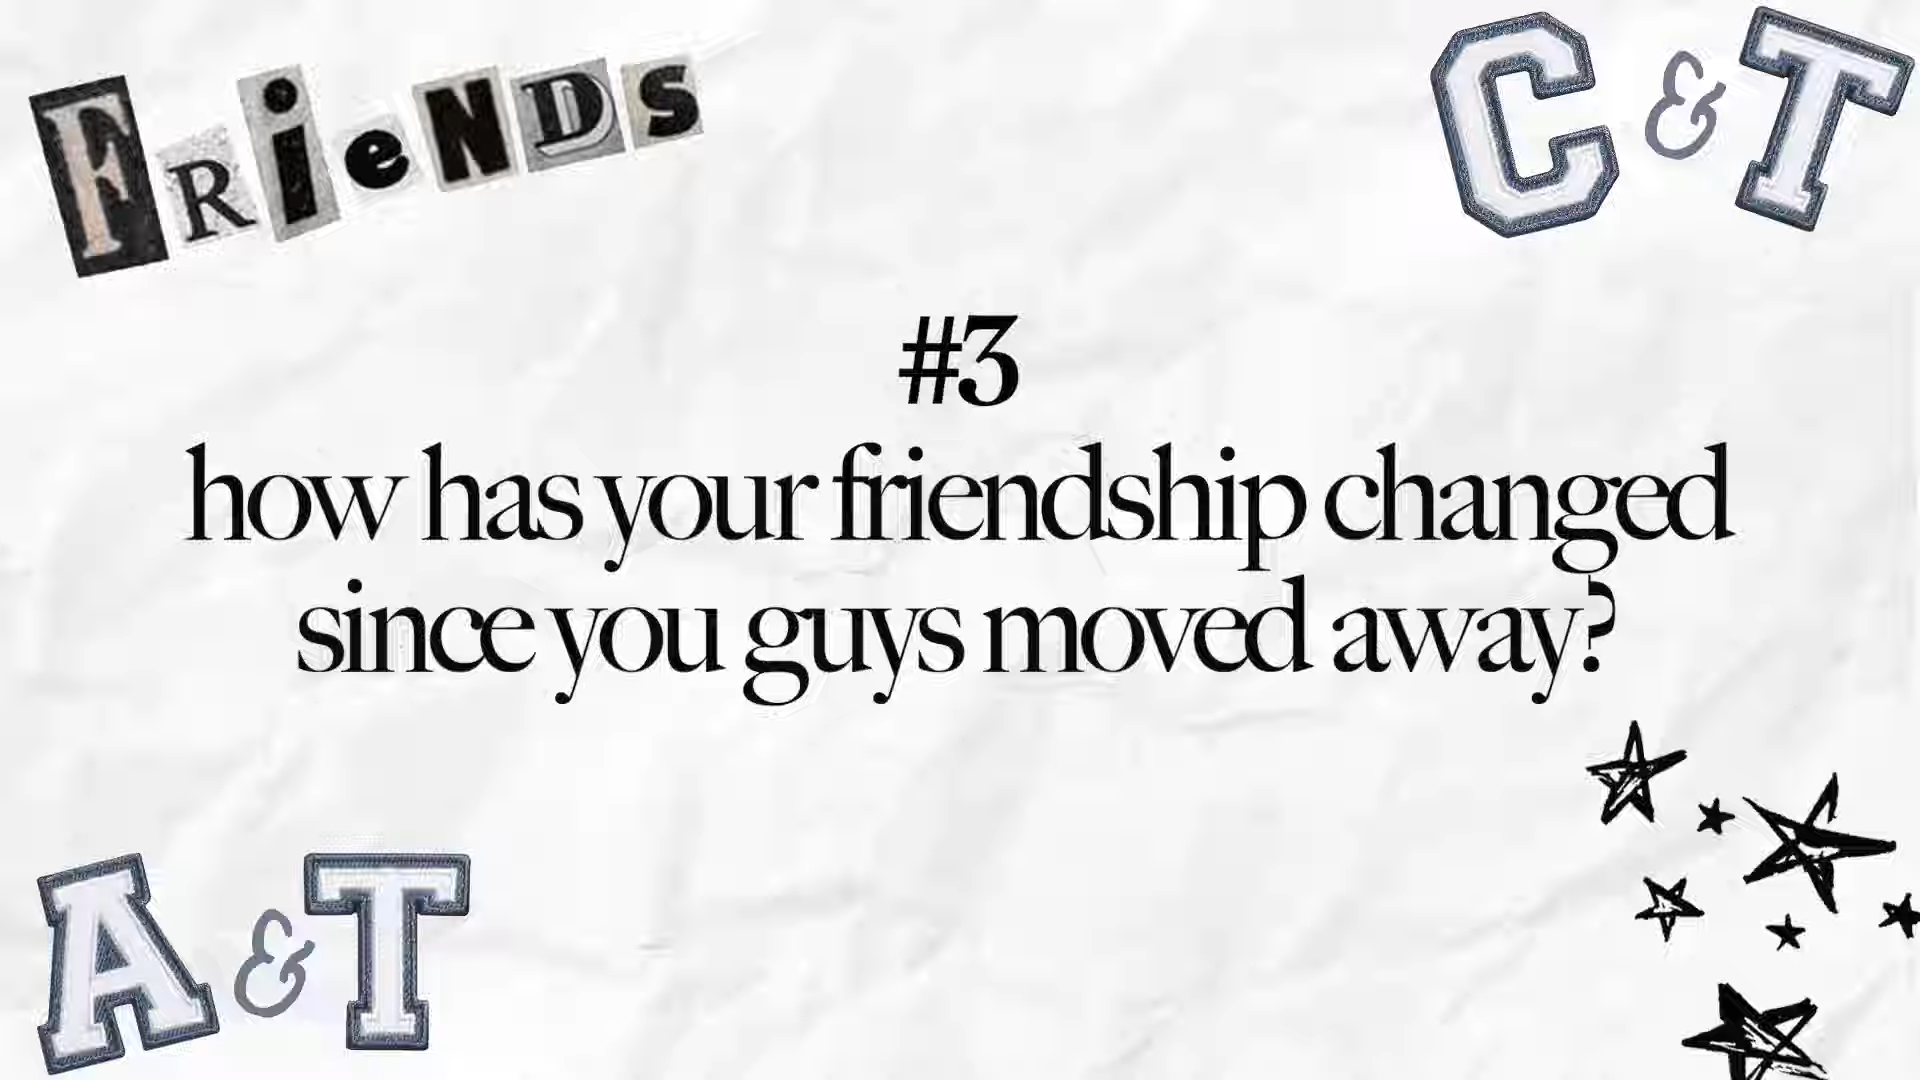 FRieNDS
C & T
#3
how has your friendship changed
since you guys moved away?
A & T